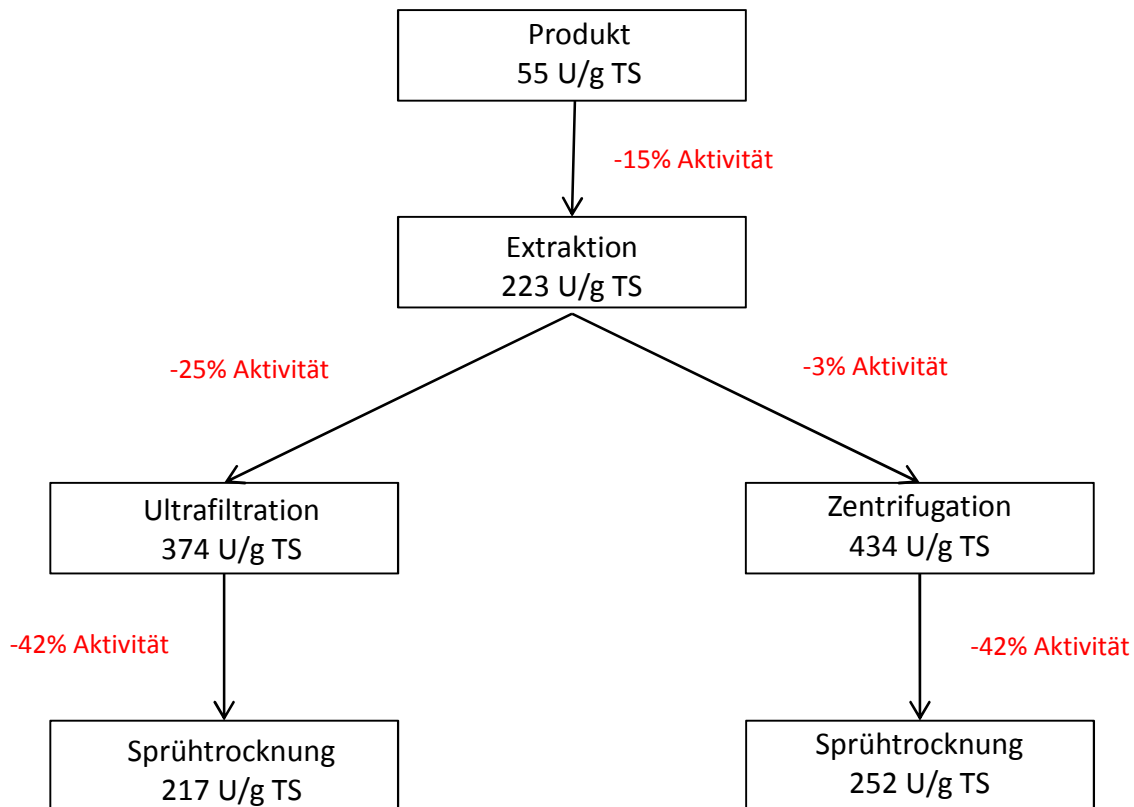 Produkt
55 U/g TS
-15% Aktivität
Extraktion
223 U/g TS
-25% Aktivität
-3% Aktivität
Ultrafiltration
374 U/g TS
Zentrifugation
434 U/g TS
-42% Aktivität
-42% Aktivität
Sprühtrocknung
217 U/g TS
Sprühtrocknung
252 U/g TS